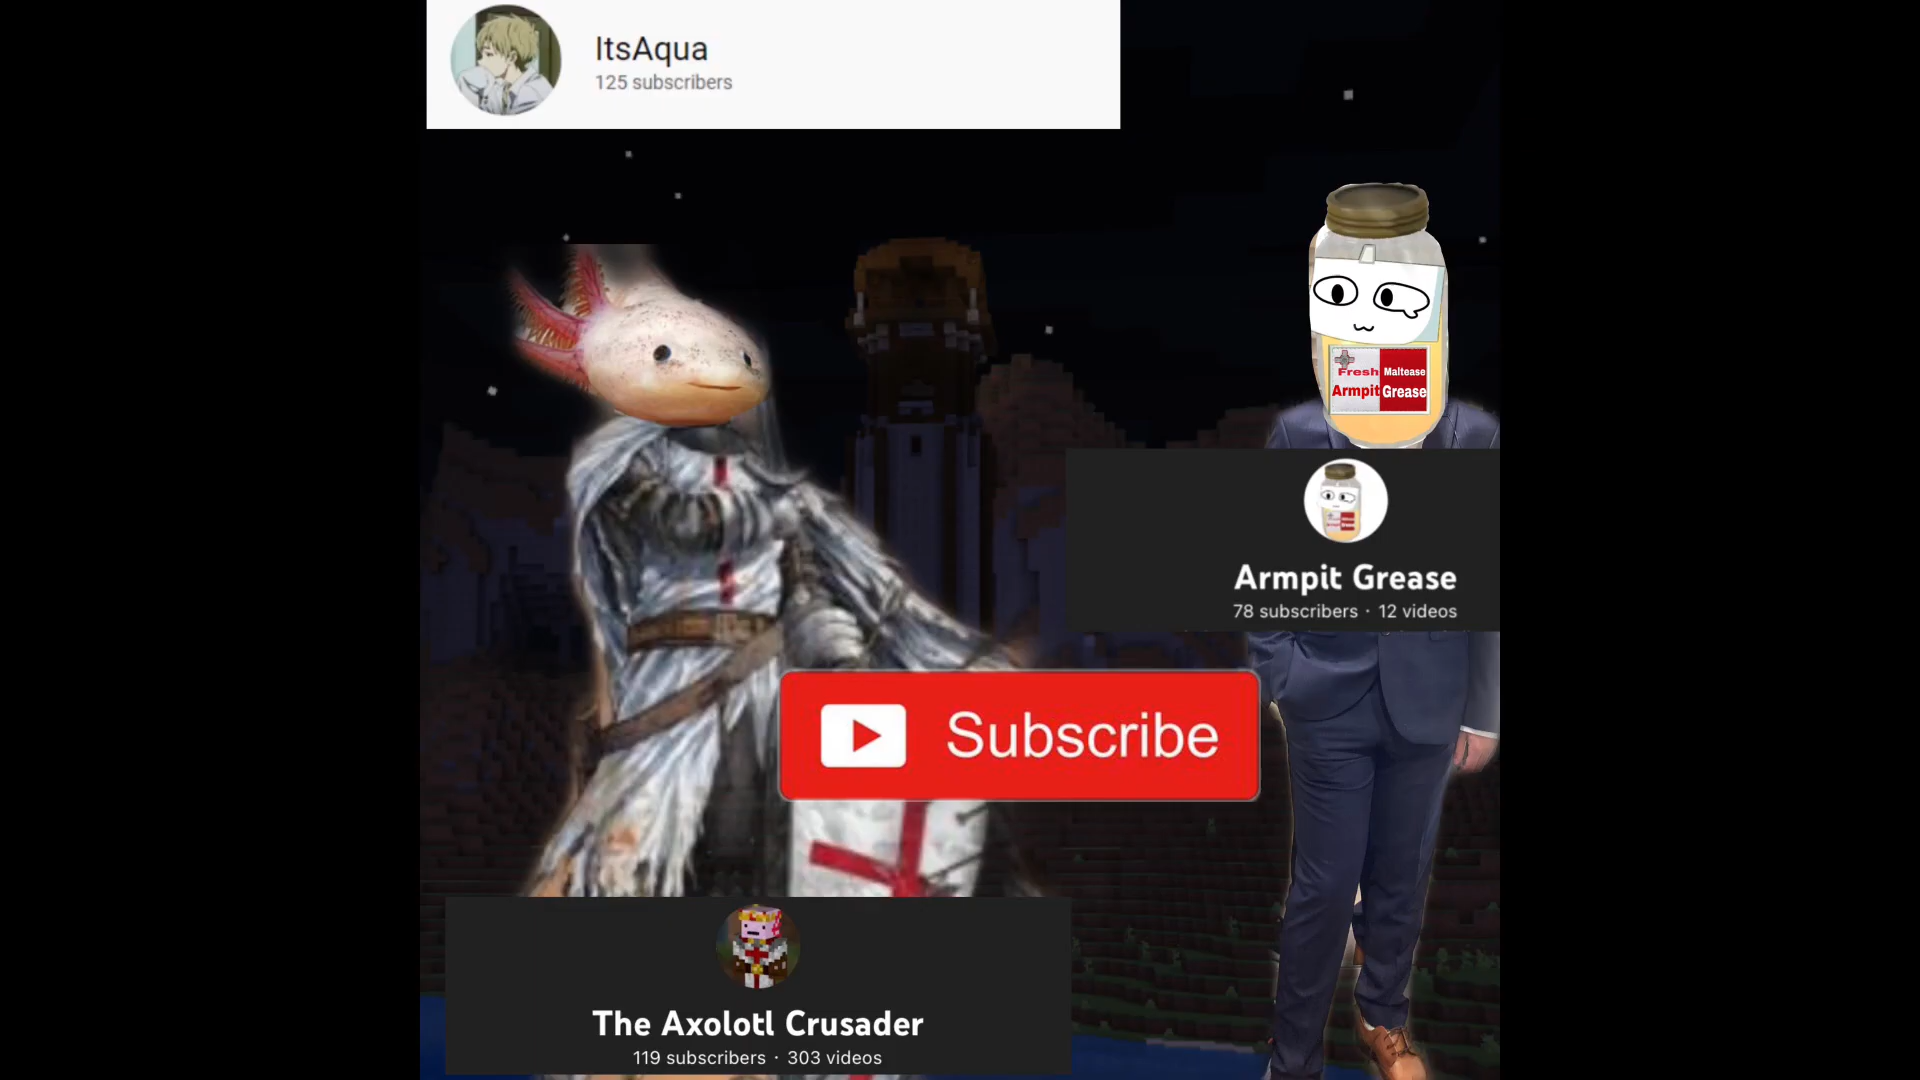 ItsAqua
125 subscribers
Fresh Maltease
Armpit Grease
Armpit Grease
78 subscribers · 12 videos
Subscribe
The Axolotl Crusader
119 subscribers · 303 videos